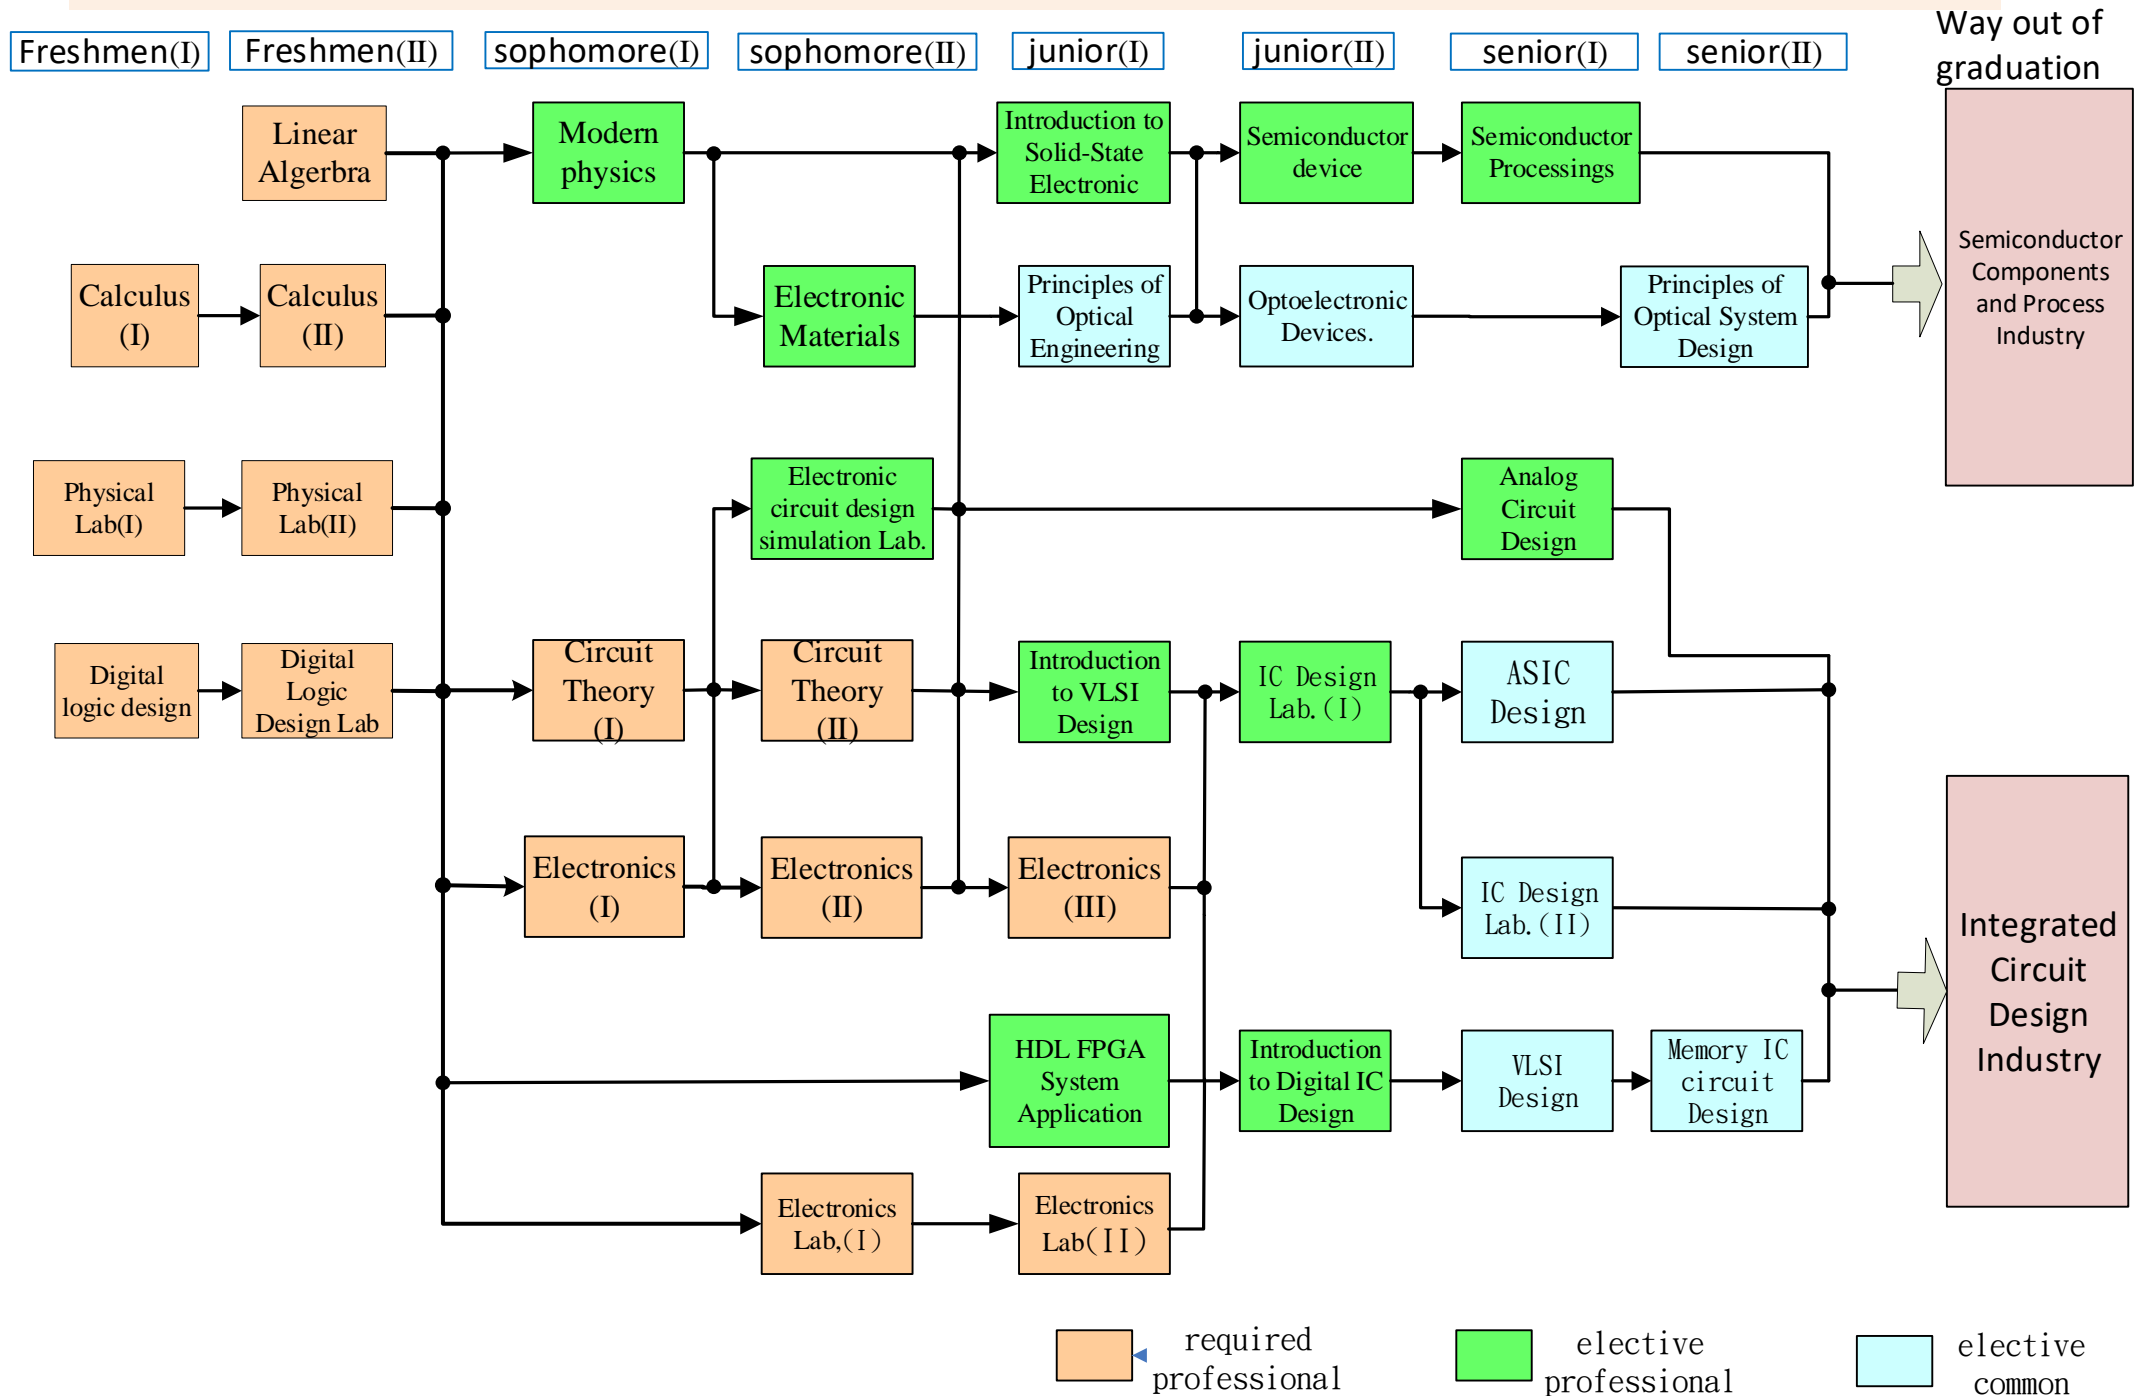 Way out of
graduation
Freshmen(I)
Freshmen(II)
sophomore(I)
sophomore(II)
junior(I)
junior(II)
senior(I)
senior(II)
Linear
Algerbra
Modern
physics
Introduction to
Solid-State
Electronic
Semiconductor
device
Semiconductor
Processings
Semiconductor
Components
and Process
Industry
Calculus
(I)
Calculus
(II)
Electronic
Materials
Principles of
Optical
Engineering
Optoelectronic
Devices.
Principles of
Optical System
Design
Physical
Lab(I)
Physical
Lab(II)
Electronic
circuit design
simulation Lab.
Analog
Circuit
Design
Digital
logic design
Digital
Logic
Design Lab
Circuit
Theory
(I)
Circuit
Theory
(II)
Introduction
to VLSI
Design
IC Design
Lab.(I)
ASIC
Design
Electronics
(I)
Electronics
(II)
Electronics
(III)
IC Design
Lab.(II)
Integrated
Circuit
Design
Industry
HDL FPGA
System
Application
Introduction
to Digital IC
Design
VLSI
Design
Memory IC
circuit
Design
Electronics
Lab,(I)
Electronics
Lab(II)
required
professional
elective
professional
elective
common